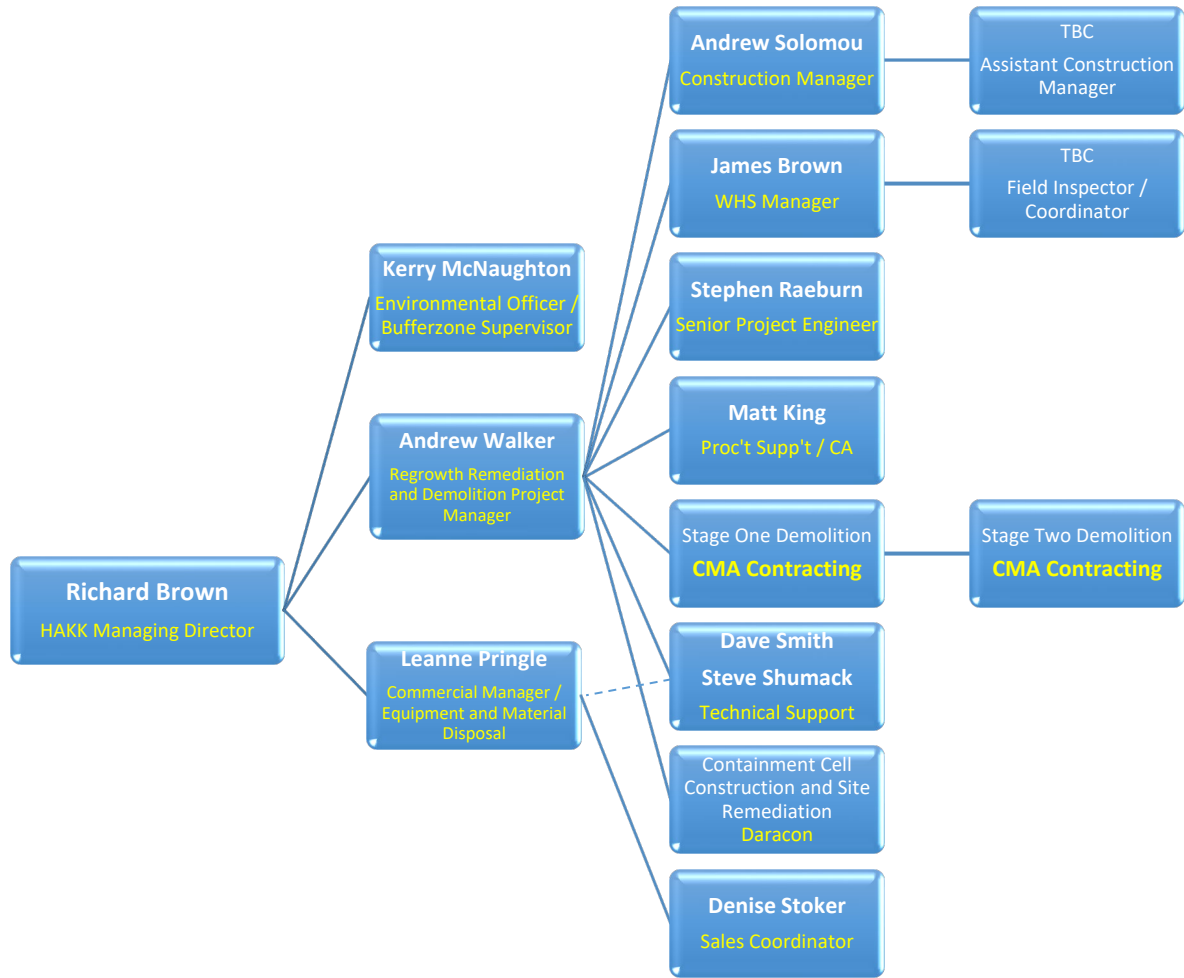 Richard Brown
HAKK Managing Director
Kerry McNaughton
Environmental Officer /
Bufferzone Supervisor
Andrew Walker
Regrowth Remediation
and Demolition Project
Manager
Leanne Pringle
Commercial Manager /
Equipment and Material
Disposal
Andrew Solomou
Construction Manager
James Brown
WHS Manager
Stephen Raeburn
Senior Project Engineer
Matt King
Proc't Supp't / CA
Stage One Demolition
CMA Contracting
Dave Smith
Steve Shumack
Technical Support
Containment Cell
Construction and Site
Remediation
Daracon
Denise Stoker
Sales Coordinator
TBC
Assistant Construction
Manager
TBC
Field Inspector /
Coordinator
Stage Two Demolition
CMA Contracting